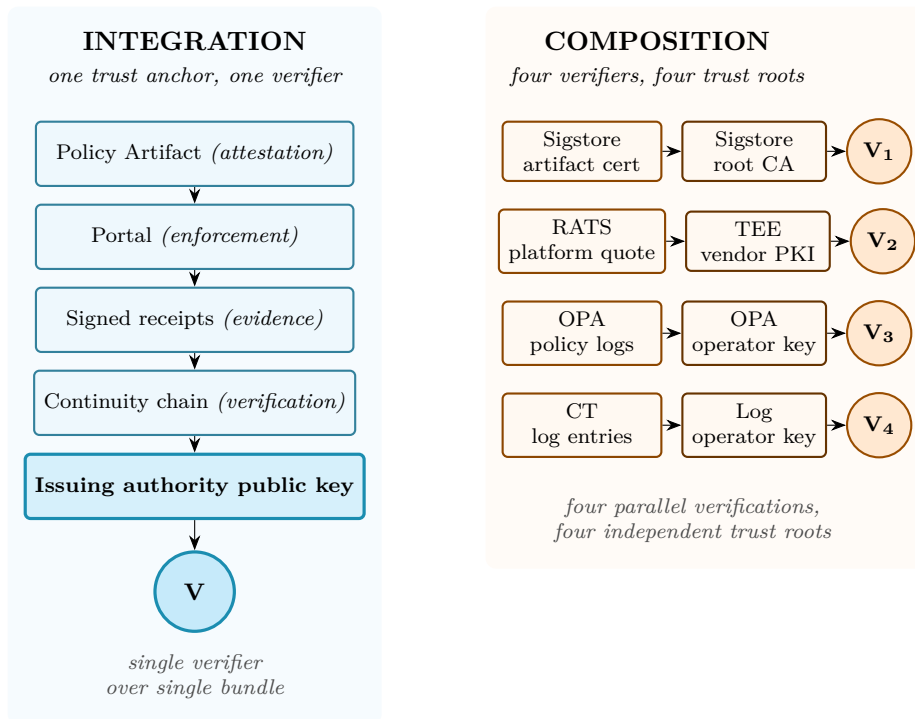 INTEGRATION
one trust anchor, one verifier
Policy Artifact (attestation)
Portal (enforcement)
Signed receipts (evidence)
Continuity chain (verification)
Issuing authority public key
V
single verifier
over single bundle
COMPOSITION
four verifiers, four trust roots
Sigstore
artifact cert
Sigstore
root CA
V1
RATS
platform quote
TEE
vendor PKI
V2
OPA
policy logs
OPA
operator key
V3
CT
log entries
Log
operator key
V4
four parallel verifications,
four independent trust roots